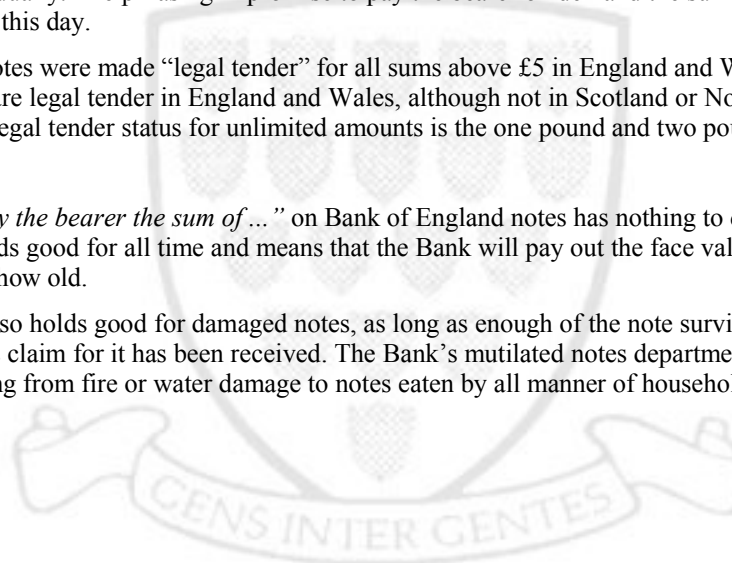 this day.
otes were made “legal tender” for all sums above £5 in England and W
re legal tender in England and Wales, although not in Scotland or No
egal tender status for unlimited amounts is the one pound and two pou
y the bearer the sum of ...” on Bank of England notes has nothing to
ds good for all time and means that the Bank will pay out the face val
now old.
so holds good for damaged notes, as long as enough of the note survi
claim for it has been received. The Bank’s mutilated notes departme
ng from fire or water damage to notes eaten by all manner of househol
GENS INTER GENTES